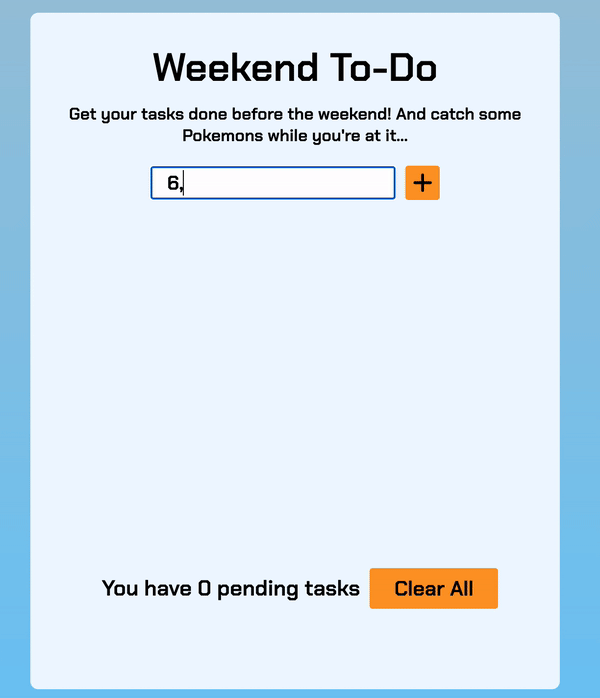 Weekend To-Do
Get your tasks done before the weekend! And catch some
Pokemons while you're at it...
6,
+
You have 0 pending tasks
Clear All